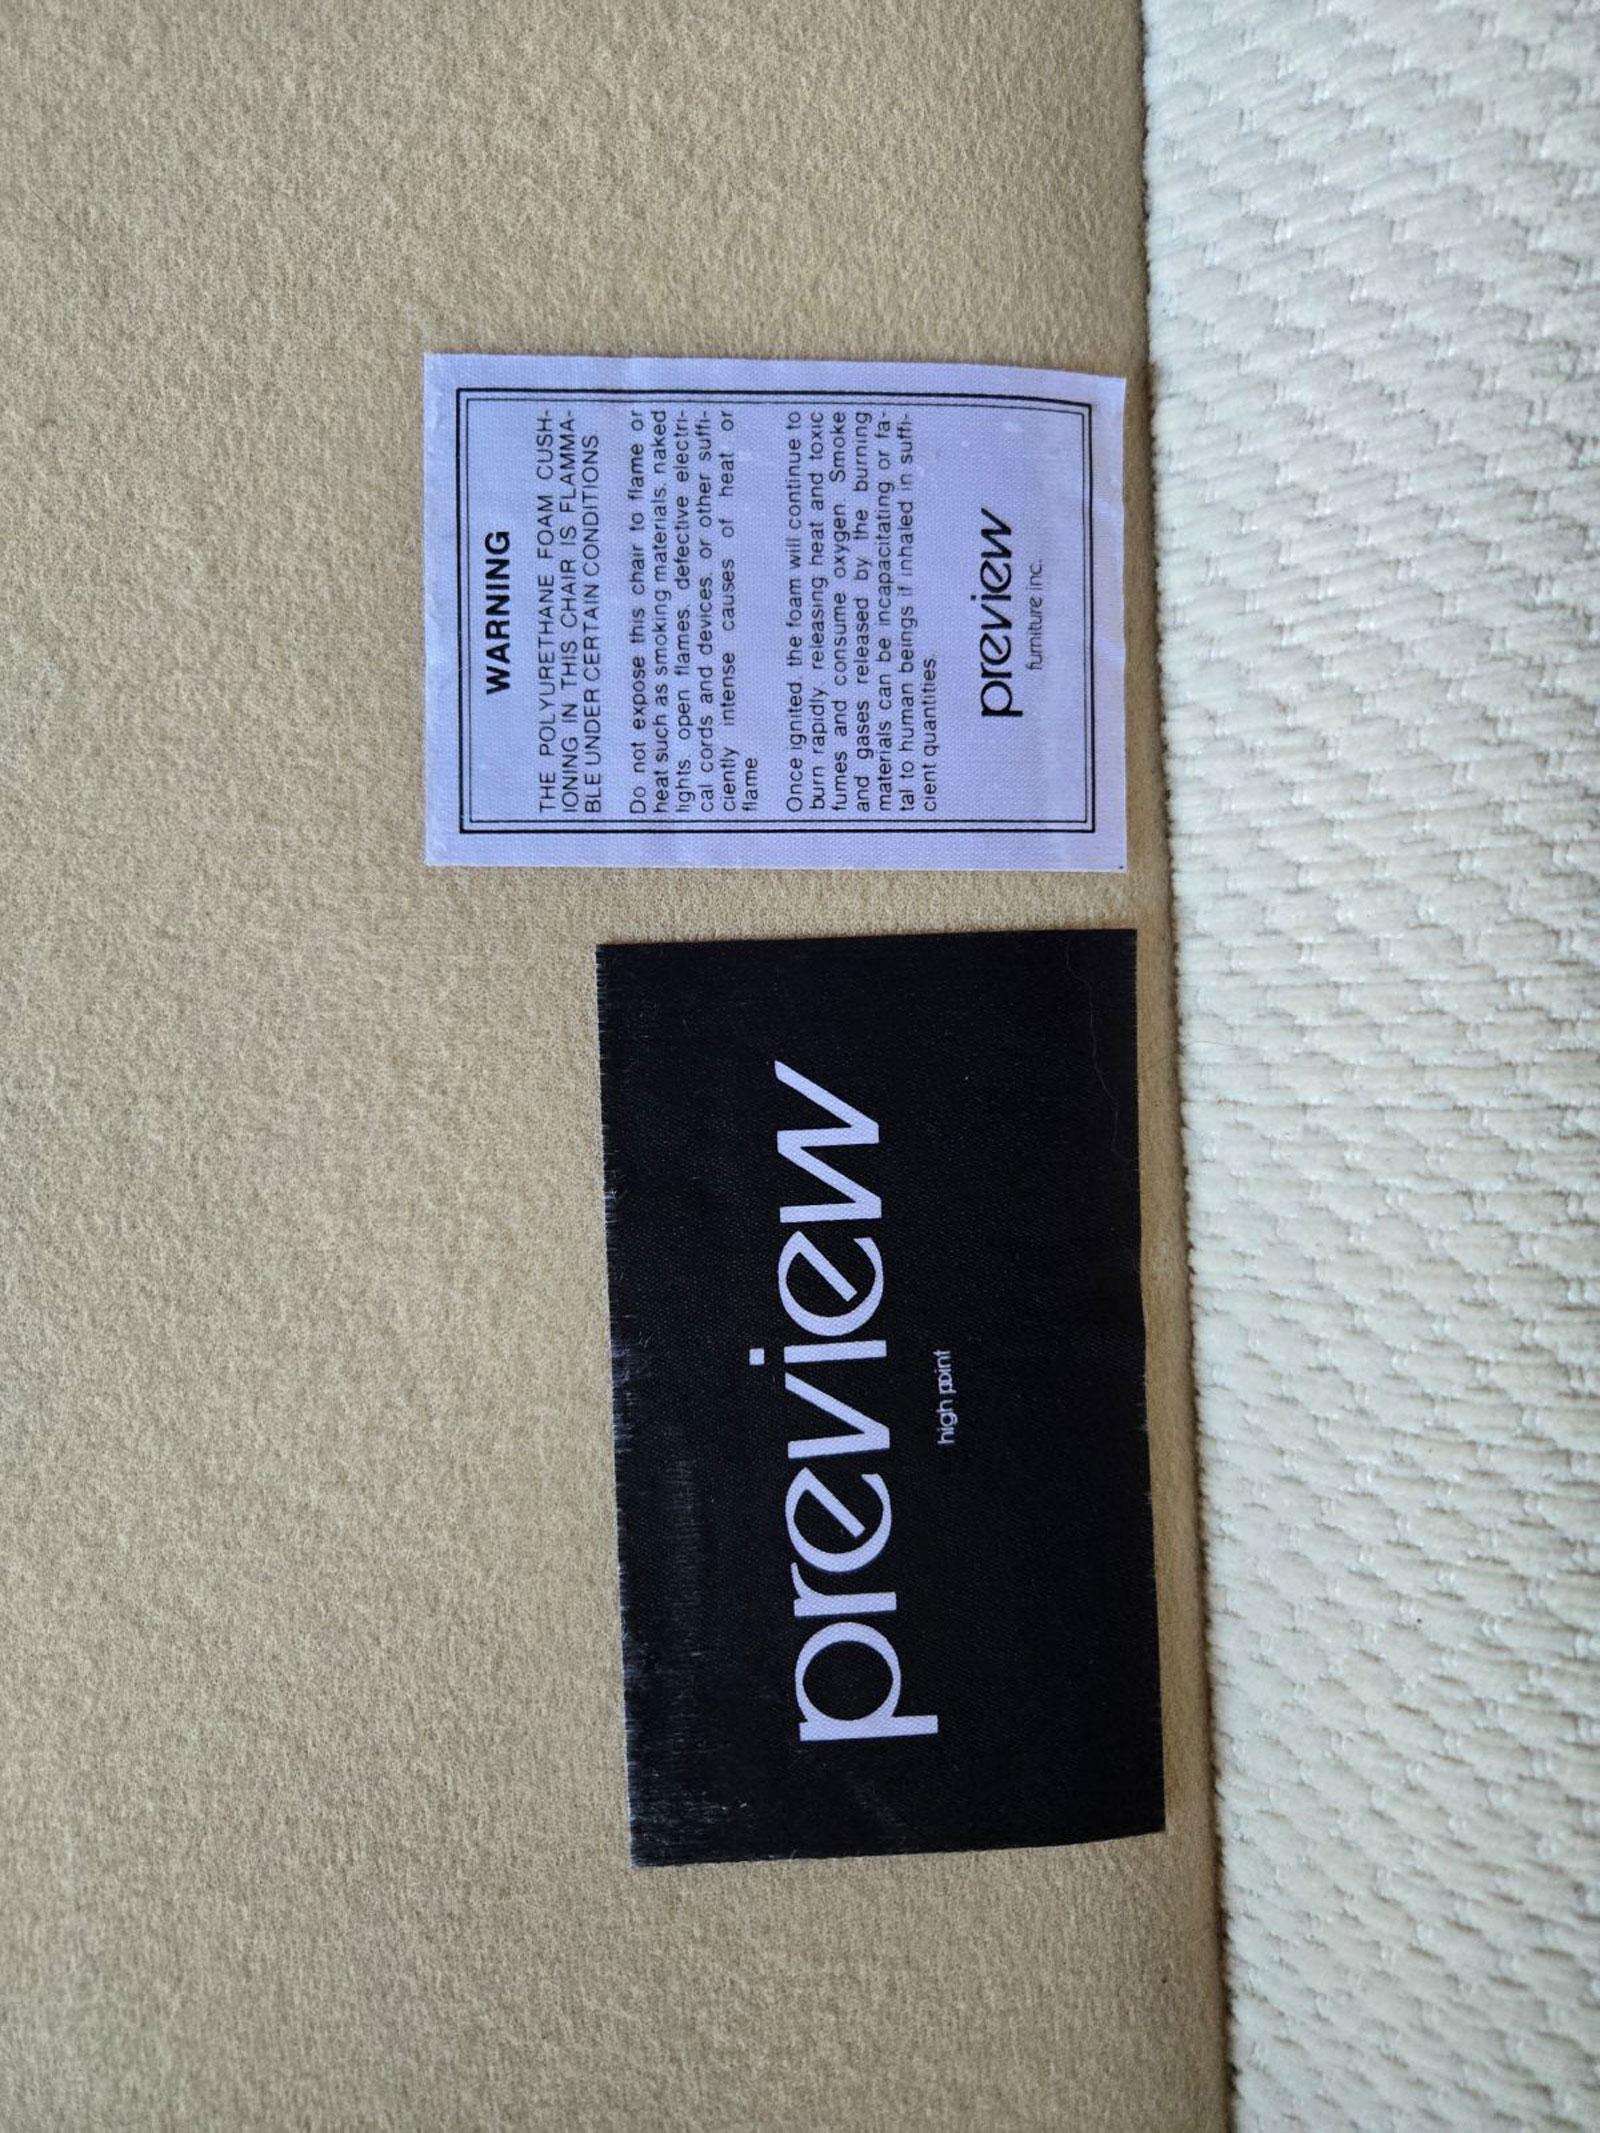 WARNING
THE POLYURETHANE FOAM CUSH-
IONING IN THIS CHAIR IS FLAMMA-
BLE UNDER CERTAIN CONDITIONS
Do not expose this chair to flame or
heat such as smoking materials, naked
lights, open flames, defective electri-
cal cords and devices, or other suffi-
ciently intense causes of heat or
flame
Once ignited, the foam will continue to
burn rapidly, releasing heat and toxic
fumes and consume oxygen Smoke
and gases released by the burning
materials can be incapacitating or fa-
tal to human beings if inhaled in suffi-
cient quantities.
preview
furniture inc.
preview
high point